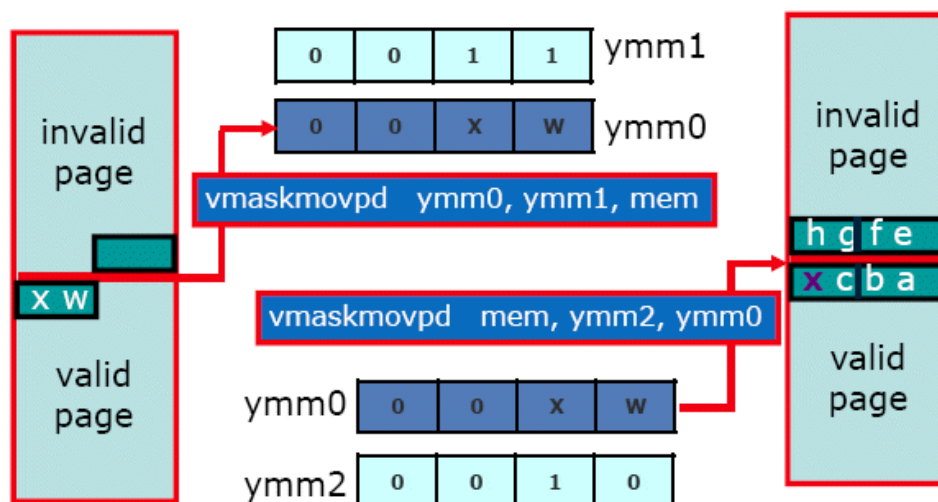 0 0 1 1 ymm1
invalid page
0 0 X W ymm0
invalid page
vmaskmovpd ymm0, ymm1, mem
h g f e
x w
x c b a
vmaskmovpd mem, ymm2, ymm0
valid page
valid page
ymm0 0 0 X W
ymm2 0 0 1 0